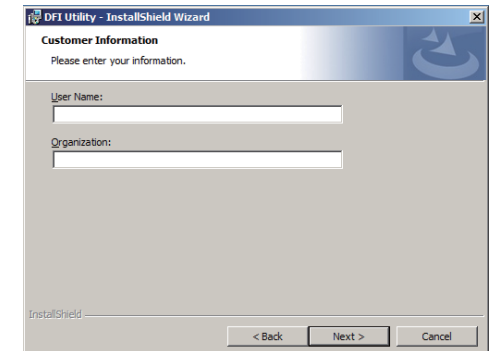 DFI Utility - InstallShield Wizard
Customer Information
Please enter your information.
User Name:
Organization:
InstallShield
< Back Next > Cancel